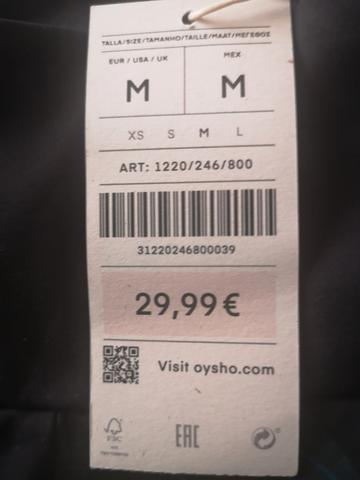 TALLA/SIZE/TAMANHO/TAILLE/MAAT/ΜΕΓΕΘΟΣ
EUR / USA / UK
MEX
M
M
XS S M L
ART: 1220/246/800
31220246800039
29,99 €
Visit oysho.com
FSC
EAC